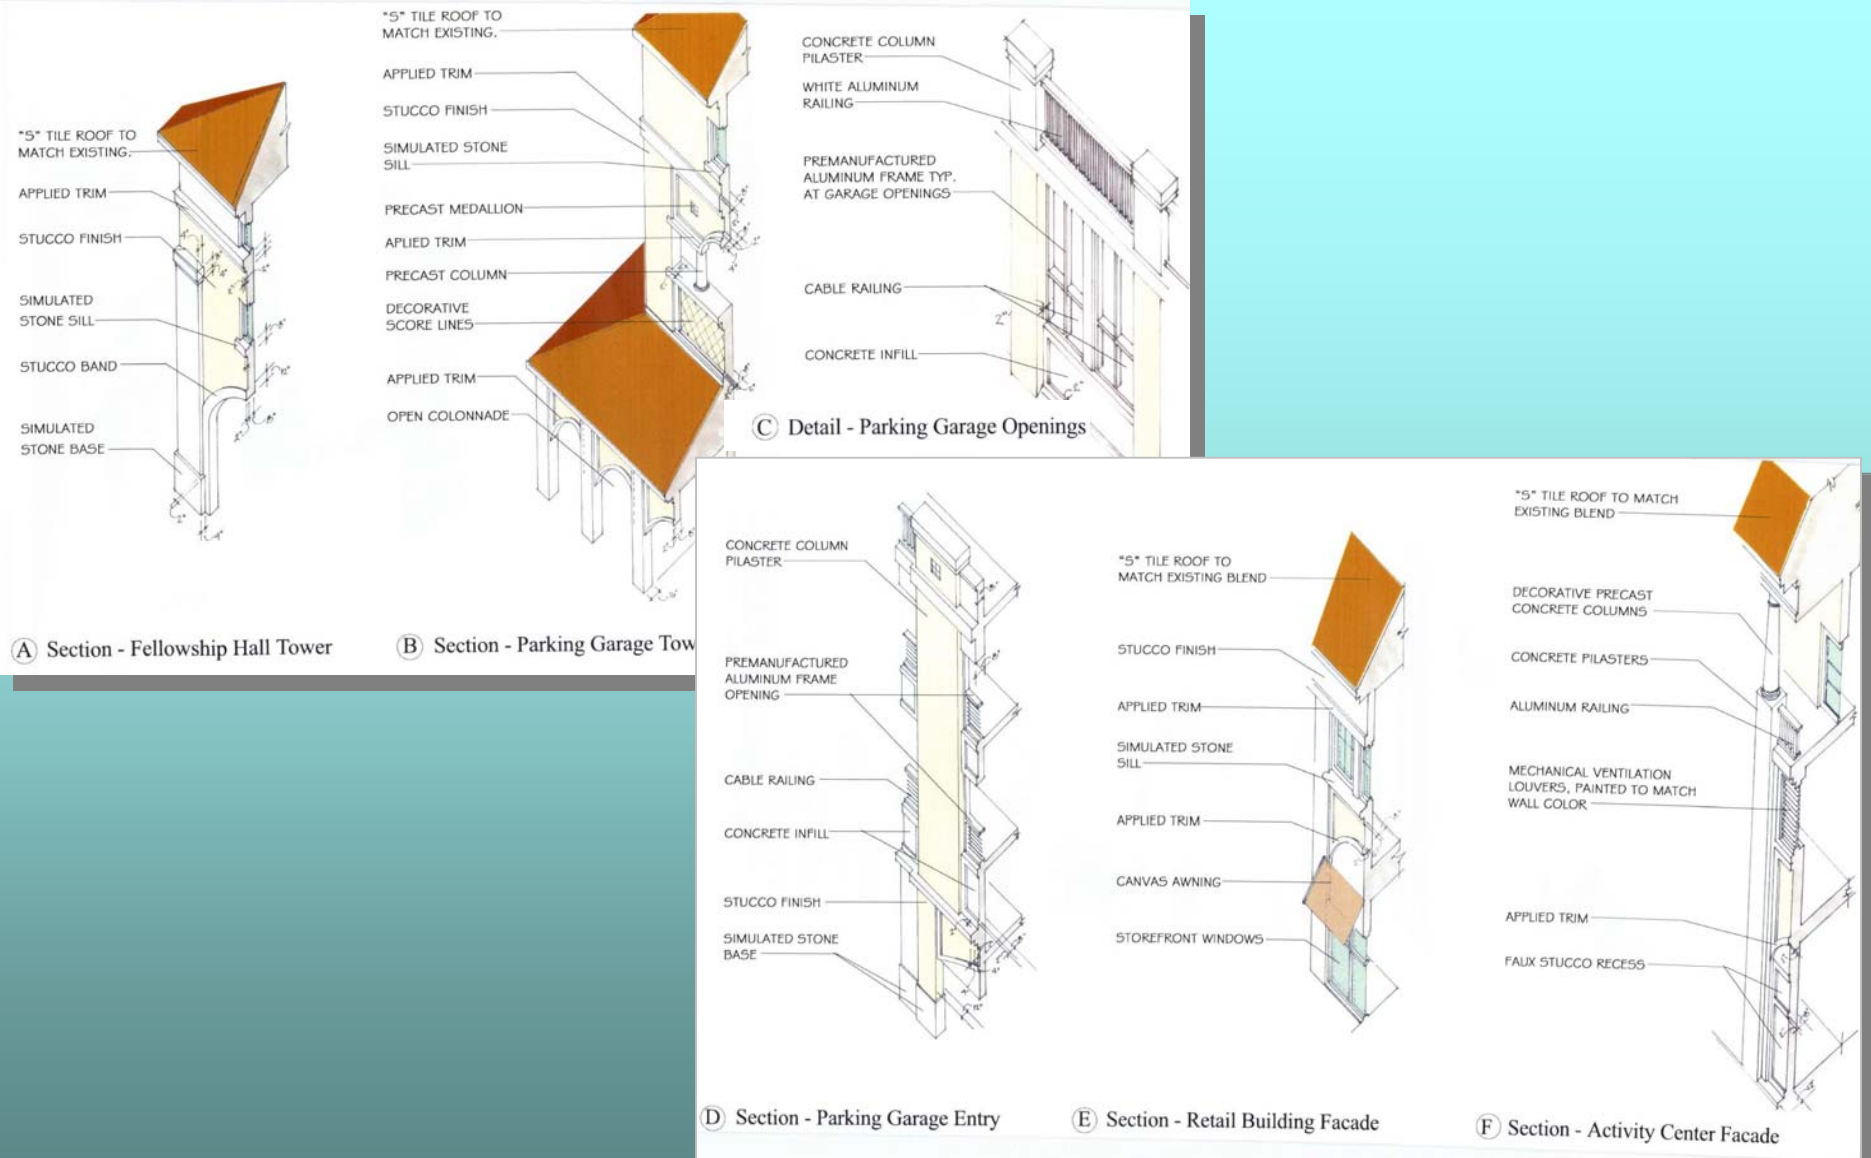 "S" TILE ROOF TO
MATCH EXISTING.
APPLIED TRIM
STUCCO FINISH
SIMULATED
STONE SILL
STUCCO BAND
SIMULATED
STONE BASE
A Section - Fellowship Hall Tower
"S" TILE ROOF TO
MATCH EXISTING.
APPLIED TRIM
STUCCO FINISH
SIMULATED STONE
SILL
PRECAST MEDALLION
APLIED TRIM
PRECAST COLUMN
DECORATIVE
SCORE LINES
APPLIED TRIM
OPEN COLONNADE
B Section - Parking Garage Tow
CONCRETE COLUMN
PILASTER
WHITE ALUMINUM
RAILING
PREMANUFACTURED
ALUMINUM FRAME TYP.
AT GARAGE OPENINGS
CABLE RAILING
2"
CONCRETE INFILL
2"
C Detail - Parking Garage Openings
CONCRETE COLUMN
PILASTER
PREMANUFACTURED
ALUMINUM FRAME
OPENING
CABLE RAILING
CONCRETE INFILL
STUCCO FINISH
SIMULATED STONE
BASE
D Section - Parking Garage Entry
"S" TILE ROOF TO
MATCH EXISTING BLEND
STUCCO FINISH
APPLIED TRIM
SIMULATED STONE
SILL
APPLIED TRIM
CANVAS AWNING
STOREFRONT WINDOWS
E Section - Retail Building Facade
"S" TILE ROOF TO MATCH
EXISTING BLEND
DECORATIVE PRECAST
CONCRETE COLUMNS
CONCRETE PILASTERS
ALUMINUM RAILING
MECHANICAL VENTILATION
LOUVERS, PAINTED TO MATCH
WALL COLOR
APPLIED TRIM
FAUX STUCCO RECESS
F Section - Activity Center Facade